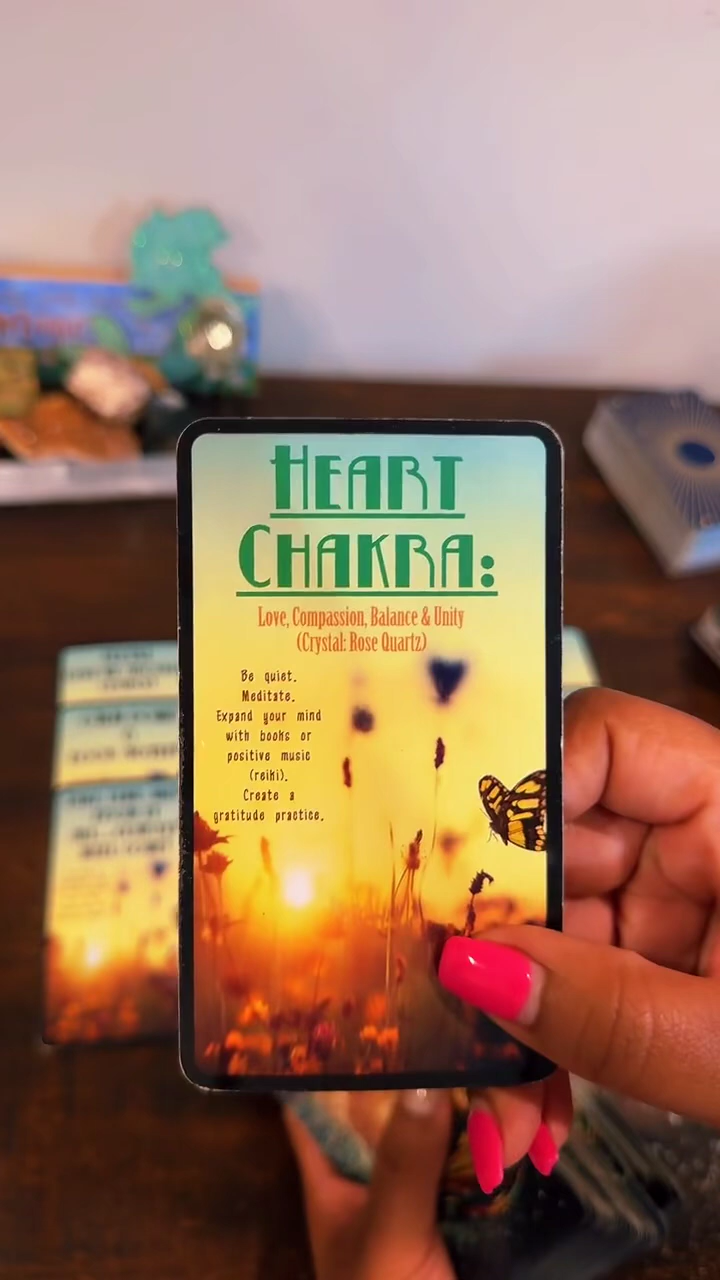 HEART
CHAKRA:
Love, Compassion, Balance & Unity
(Crystal: Rose Quartz)
Be quiet.
Meditate.
Expand your mind
with books or
positive music
(reiki).
Create a
gratitude practice.